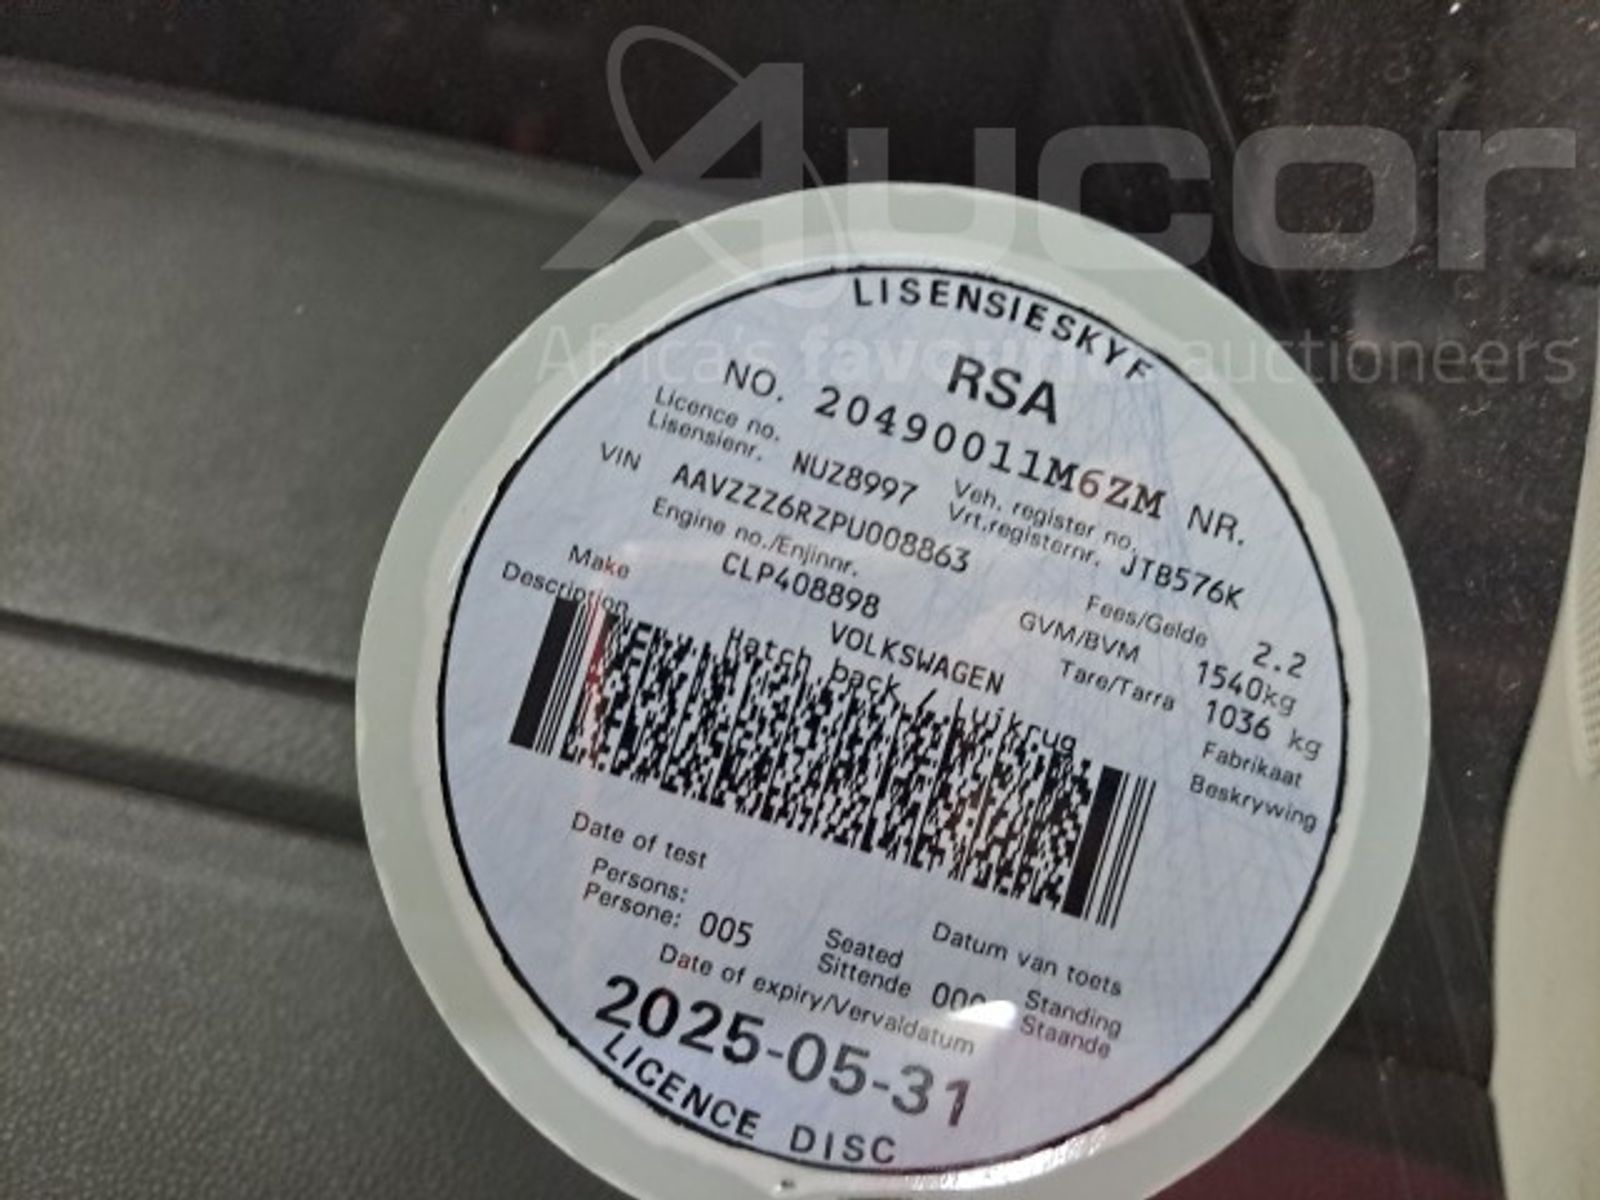 Aucor
Africa's favourite auctioneers
LISENSIESKYF
RSA
NO. 20490011M6ZM NR.
Licence no.
Lisensienr. NUZ8997
Veh. register no.
Vrt.registernr. JTB576K
VIN AAVZZZ6RZPU008863
Engine no./Enjinnr.
CLP408898
Fees/Gelde 2.2
GVM/BVM 1540kg
Tare/Tarra 1036 kg
Make VOLKSWAGEN Fabrikaat
Description Hatch back / Luikrug Beskrywing
Date of test Datum van toets
Persons:
Persone: 005
Seated
Sittende 000
Standing
Staande
Date of expiry/Vervaldatum
2025-05-31
LICENCE DISC